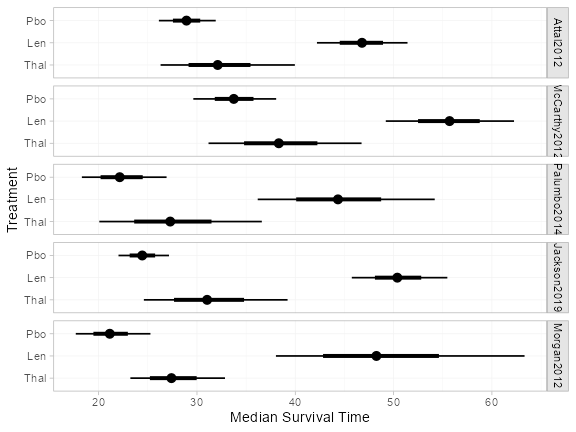 Pbo
Len
Thal
Attal2012
Pbo
Len
Thal
McCarthy2012
Pbo
Len
Thal
Palumbo2014
Pbo
Len
Thal
Jackson2019
Pbo
Len
Thal
Morgan2012
Treatment
20 30 40 50 60
Median Survival Time